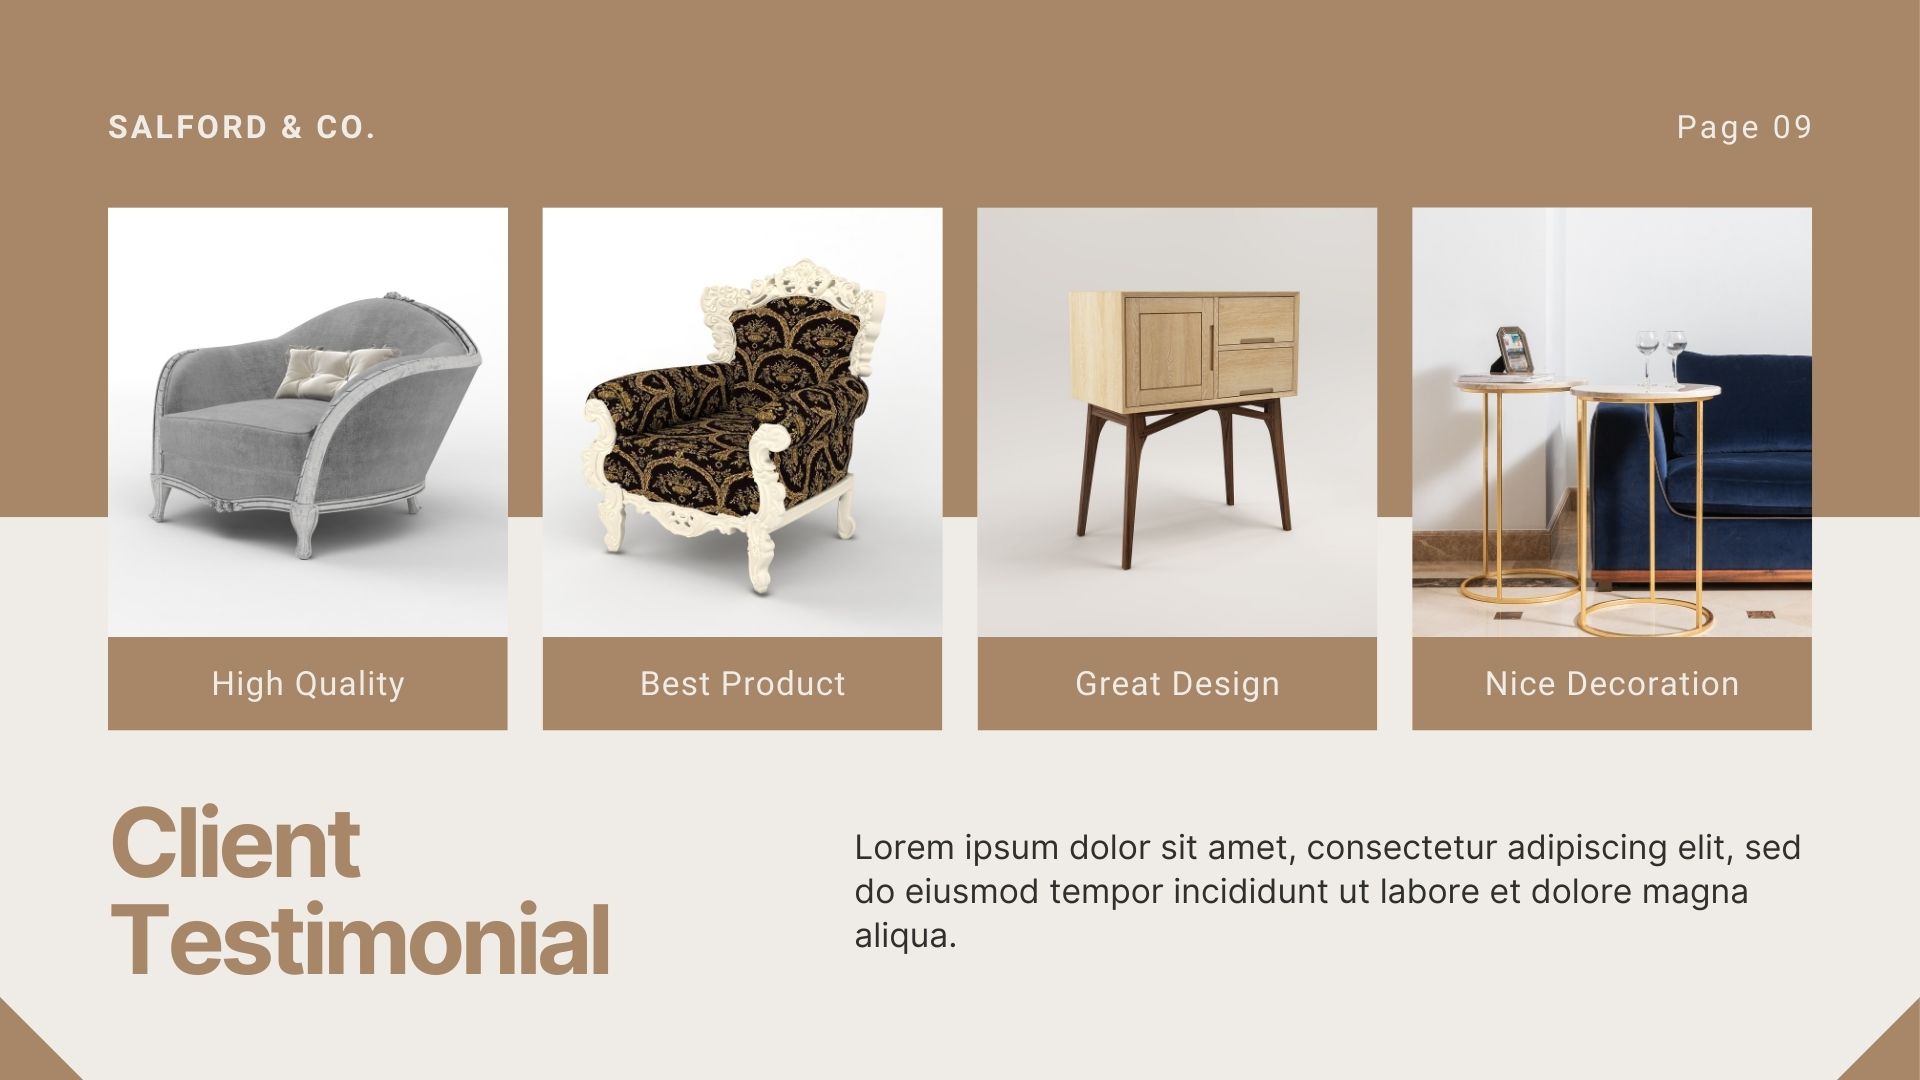 SALFORD & CO.
Page 09
High Quality
Best Product
Great Design
Nice Decoration
Client
Testimonial
Lorem ipsum dolor sit amet, consectetur adipiscing elit, sed
do eiusmod tempor incididunt ut labore et dolore magna
aliqua.